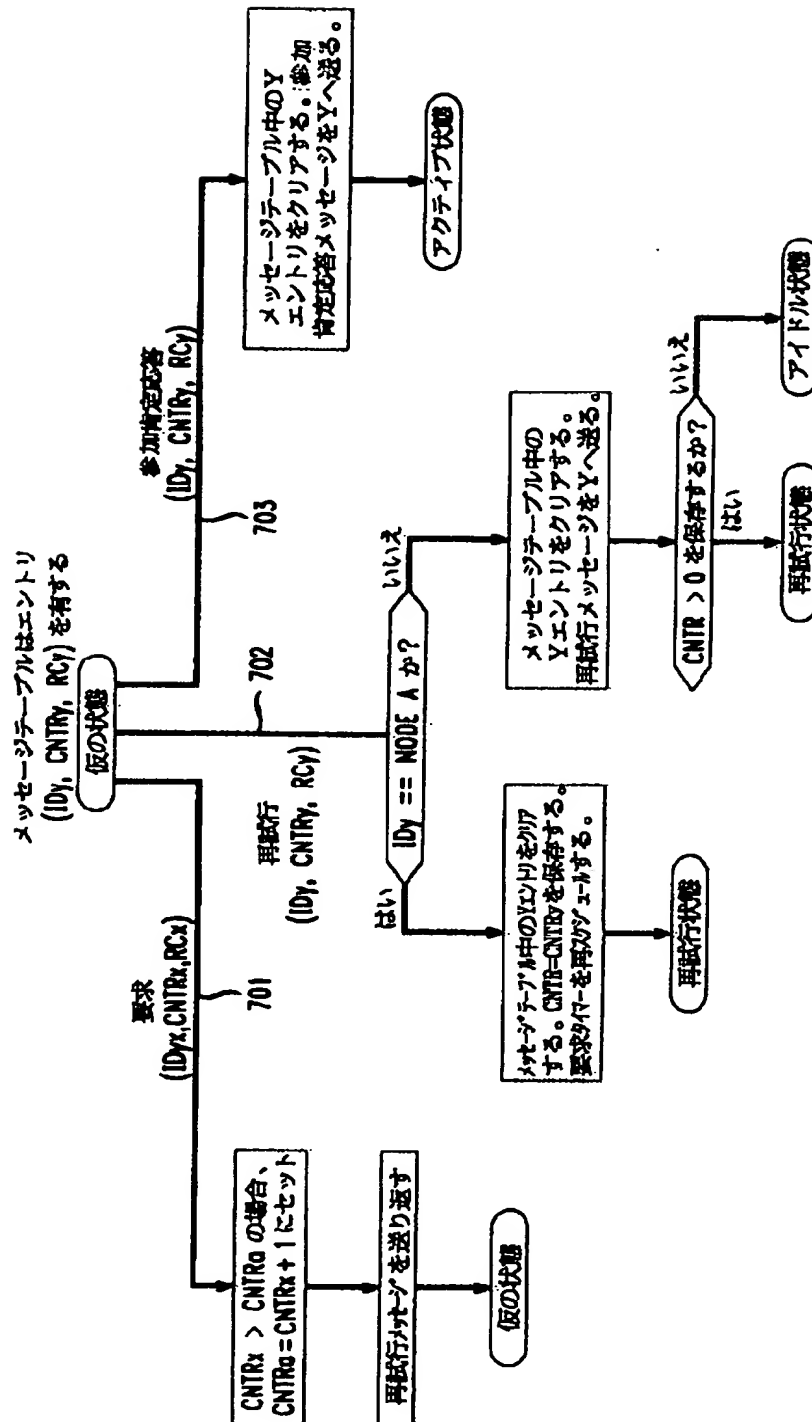 メッセージテーブルはエントリ
(IDy, CNTRy, RCy)を有する
仮の状態
要求
(IDyx,CNTRx,RCx)
701
CNTRx > CNTRa の場合、
CNTRa=CNTRx+1にセット
再試行メッセージを送り返す
仮の状態
702
再試行
(IDy, CNTRy, RCy)
IDy == NODE A か?
はい
いいえ
メッセージテーブル中のYエントリをクリア
する。CNTR=CNTRyを保存する。
要求タイマーを再スケジュールする。
再試行状態
メッセージテーブル中の
Yエントリをクリアする。
再試行メッセージをYへ送る。
CNTR > 0 を保存するか?
はい
いいえ
再試行状態
アイドル状態
参加肯定応答
(IDy, CNTRy, RCy)
703
メッセージテーブル中のY
エントリをクリアする。参加
肯定応答メッセージをYへ送る。
アクティブ状態